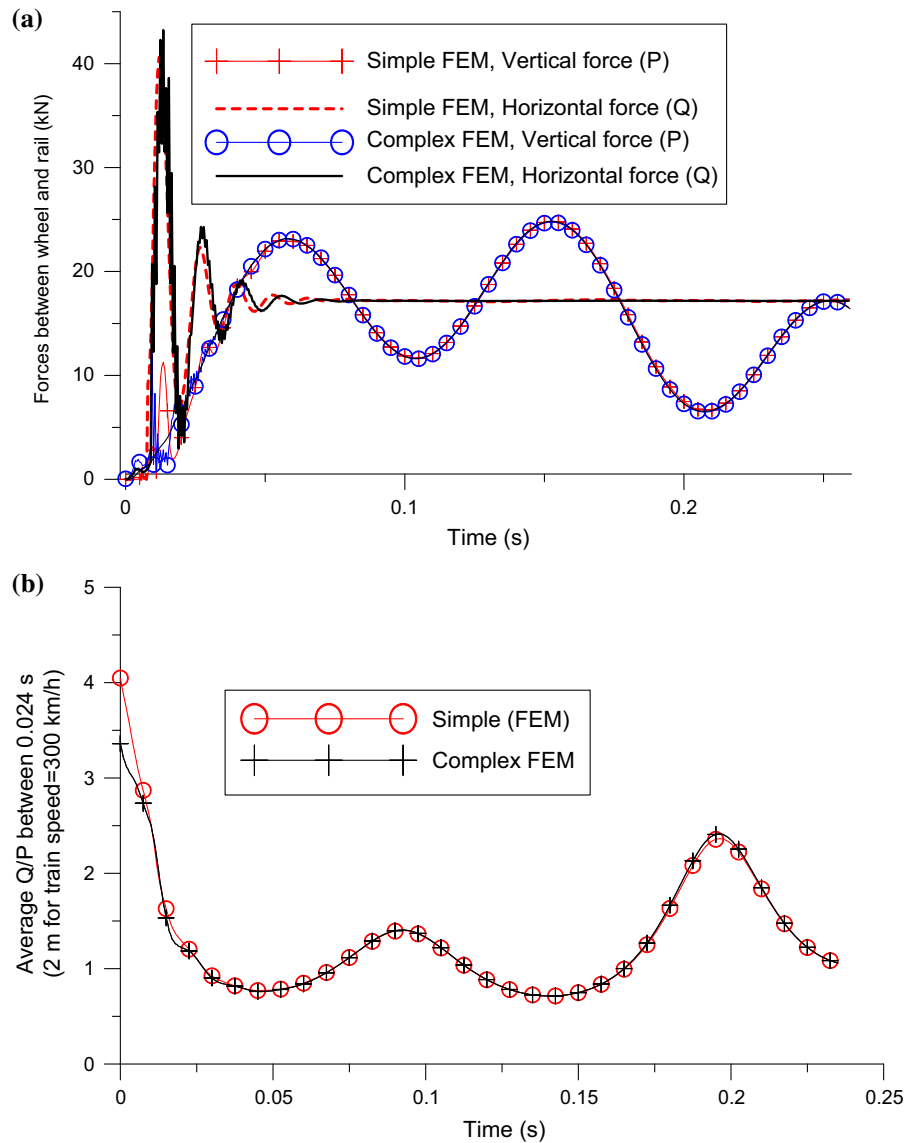 (a)
40
30
20
10
0
Forces between wheel and rail (kN)
Simple FEM, Vertical force (P)
Simple FEM, Horizontal force (Q)
Complex FEM, Vertical force (P)
Complex FEM, Horizontal force (Q)
0 0.1 0.2
Time (s)
(b)
5
4
3
2
1
0
Average Q/P between 0.024 s
(2 m for train speed=300 km/h)
Simple (FEM)
Complex FEM
0 0.05 0.1 0.15 0.2 0.25
Time (s)